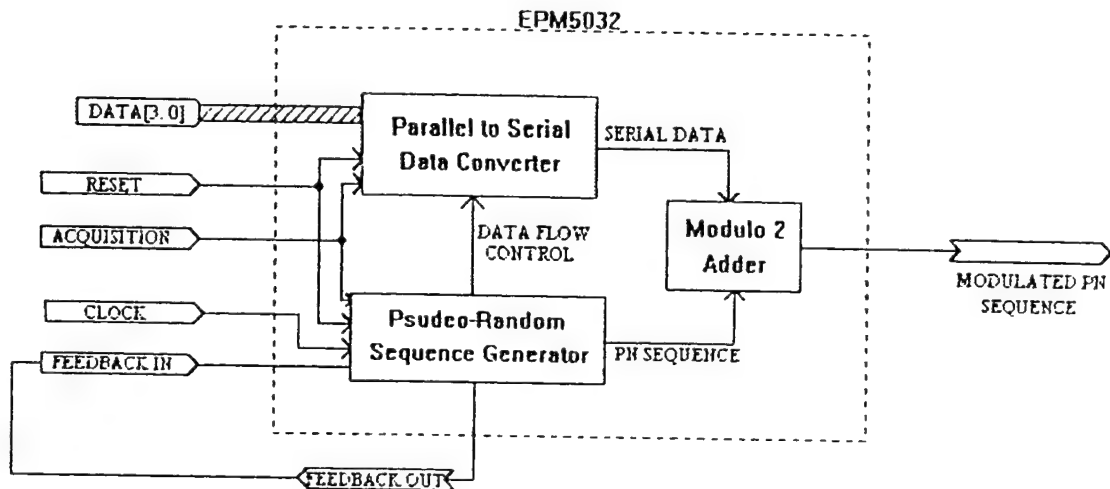 EPM5032
DATA[3.0]
Parallel to Serial
Data Converter
SERIAL DATA
RESET
ACQUISITION
DATA FLOW
CONTROL
Modulo 2
Adder
MODULATED PN
SEQUENCE
CLOCK
Psudeo-Random
Sequence Generator
PN SEQUENCE
FEEDBACK IN
FEEDBACK OUT